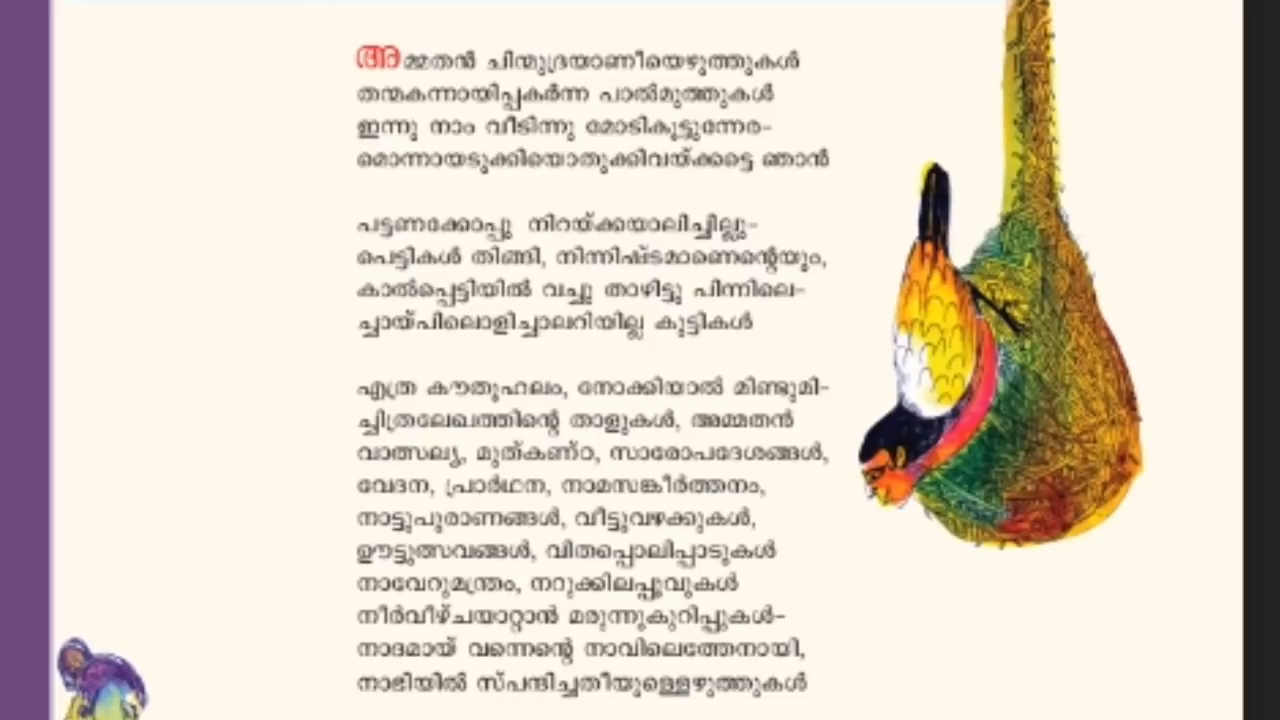 അമ്മതൻ ചിന്മുദ്രയാണീയെഴുത്തുകൾ
തന്മകന്നായിപ്പകർന്ന പാൽമുത്തുകൾ
ഇന്നു നാം വീടിന്നു മോടികൂട്ടുന്നേര-
മൊന്നായടുക്കിയൊതുക്കിവയ്ക്കട്ടെ ഞാൻ
പട്ടണക്കോപ്പു നിറയ്ക്കയാലിച്ചില്ലു-
പെട്ടികൾ തിങ്ങി, നിന്നിഷ്ടമാണെന്റെയും,
കാൽപ്പെട്ടിയിൽ വച്ചു താഴിട്ടു പിന്നിലെ-
ച്ചായ്പിലൊളിച്ചാലറിയില്ല കുട്ടികൾ
എത്ര കൗതൂഹലം, നോക്കിയാൽ മിണ്ടുമി-
ച്ചിത്രലേഖത്തിന്റെ താളുകൾ, അമ്മതൻ
വാത്സല്യ, മുത്കണ്ഠ, സാരോപദേശങ്ങൾ,
വേദന, പ്രാർഥന, നാമസങ്കീർത്തനം,
നാട്ടുപുരാണങ്ങൾ, വീട്ടുവഴക്കുകൾ,
ഊട്ടുത്സവങ്ങൾ, വിതപ്പൊലിപ്പാടുകൾ
നാവേറുമന്ത്രം, നറുക്കിലപ്പൂവുകൾ
നീർവീഴ്ചയാറ്റാൻ മരുന്നുകുറിപ്പുകൾ-
നാദമായ് വന്നെന്റെ നാവിലെത്തേനായി,
നാഭിയിൽ സ്പന്ദിച്ചതീയുള്ളെഴുത്തുകൾ